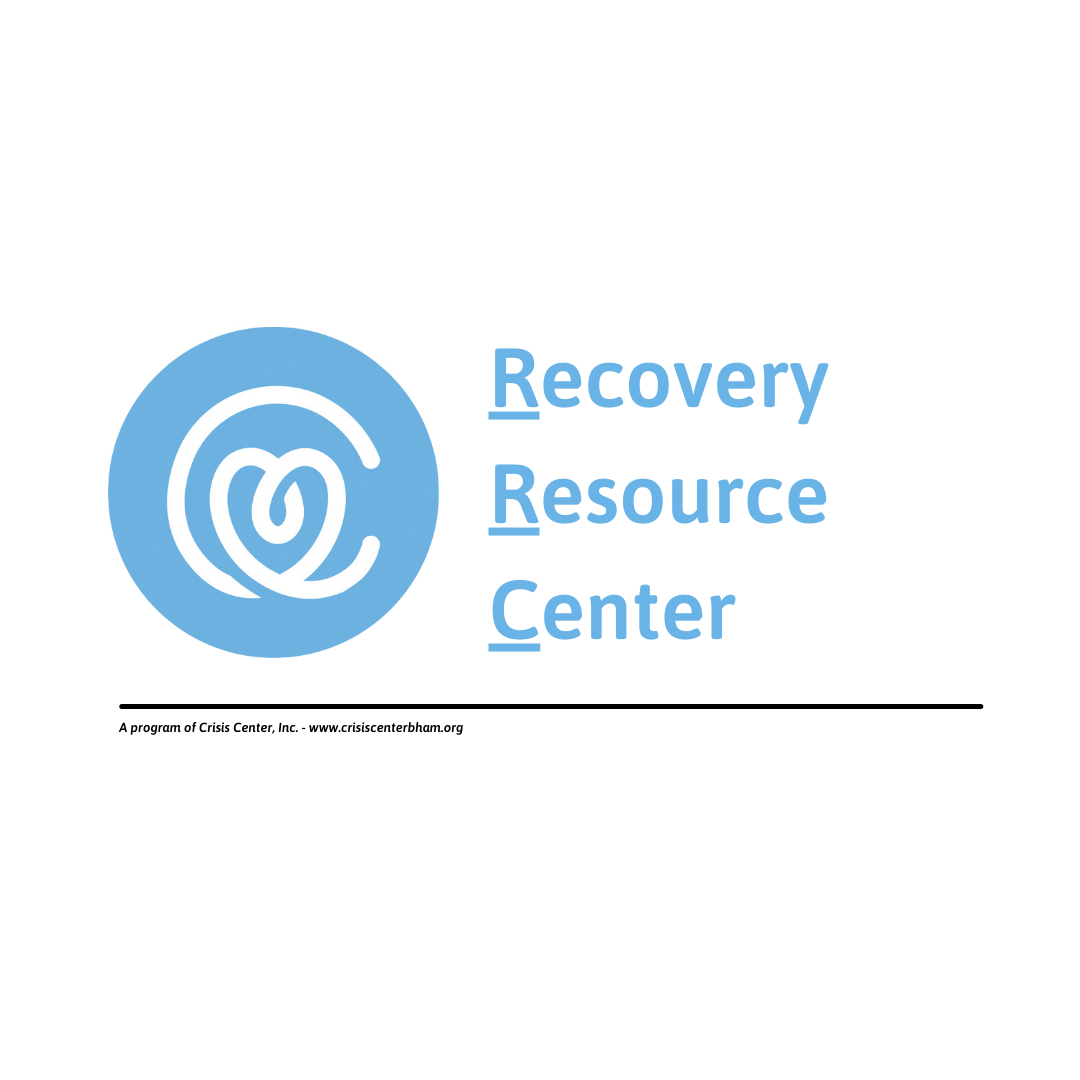 Recovery
Resource
Center
A program of Crisis Center, Inc. - www.crisiscenterbham.org